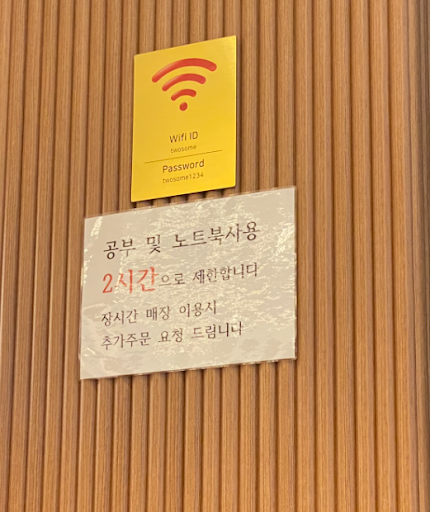 Wifi ID
twosome
Password
twosome1234
공부 및 노트북사용
2시간으로 제한합니다
장시간 매장 이용시
추가주문 요청 드립니다